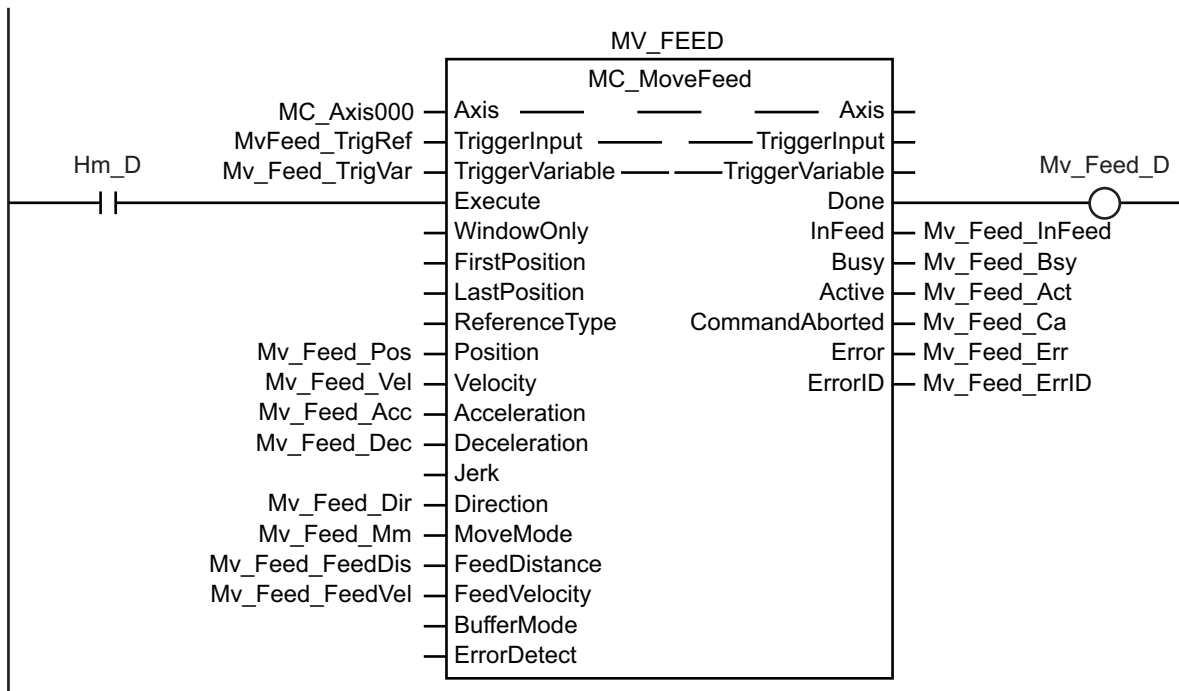 MV_FEED
MC_MoveFeed
MC_Axis000 Axis Axis
MvFeed_TrigRef TriggerInput TriggerInput
Hm_D Mv_Feed_TrigVar TriggerVariable TriggerVariable Mv_Feed_D
Execute Done
WindowOnly InFeed Mv_Feed_InFeed
FirstPosition Busy Mv_Feed_Bsy
LastPosition Active Mv_Feed_Act
ReferenceType CommandAborted Mv_Feed_Ca
Mv_Feed_Pos Position Error Mv_Feed_Err
Mv_Feed_Vel Velocity ErrorID Mv_Feed_ErrID
Mv_Feed_Acc Acceleration
Mv_Feed_Dec Deceleration
Jerk
Mv_Feed_Dir Direction
Mv_Feed_Mm MoveMode
Mv_Feed_FeedDis FeedDistance
Mv_Feed_FeedVel FeedVelocity
BufferMode
ErrorDetect